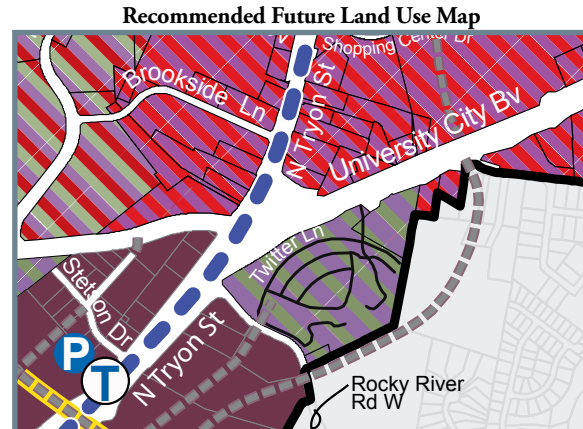 Recommended Future Land Use Map
Shopping Center Dr
Brookside Ln
N Tryon St
University City Bv
Twitter Ln
Stetson Dr
N Tryon St
P
T
Rocky River
Rd W